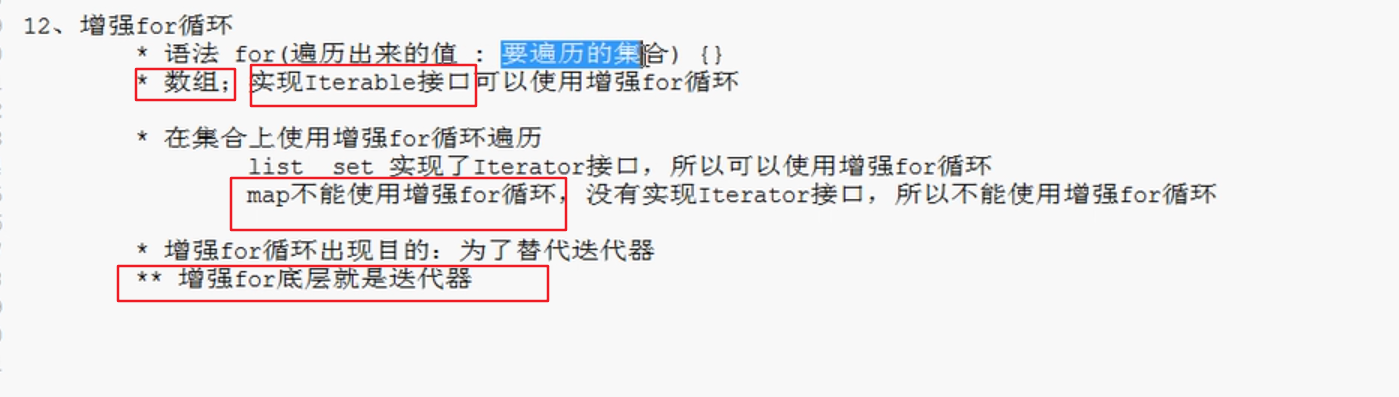 12、增强for循环
* 语法 for(遍历出来的值 : 要遍历的集合) {}
* 数组; 实现Iterable接口可以使用增强for循环
* 在集合上使用增强for循环遍历
list set 实现了Iterator接口, 所以可以使用增强for循环
map不能使用增强for循环, 没有实现Iterator接口, 所以不能使用增强for循环
* 增强for循环出现目的: 为了替代迭代器
** 增强for底层就是迭代器